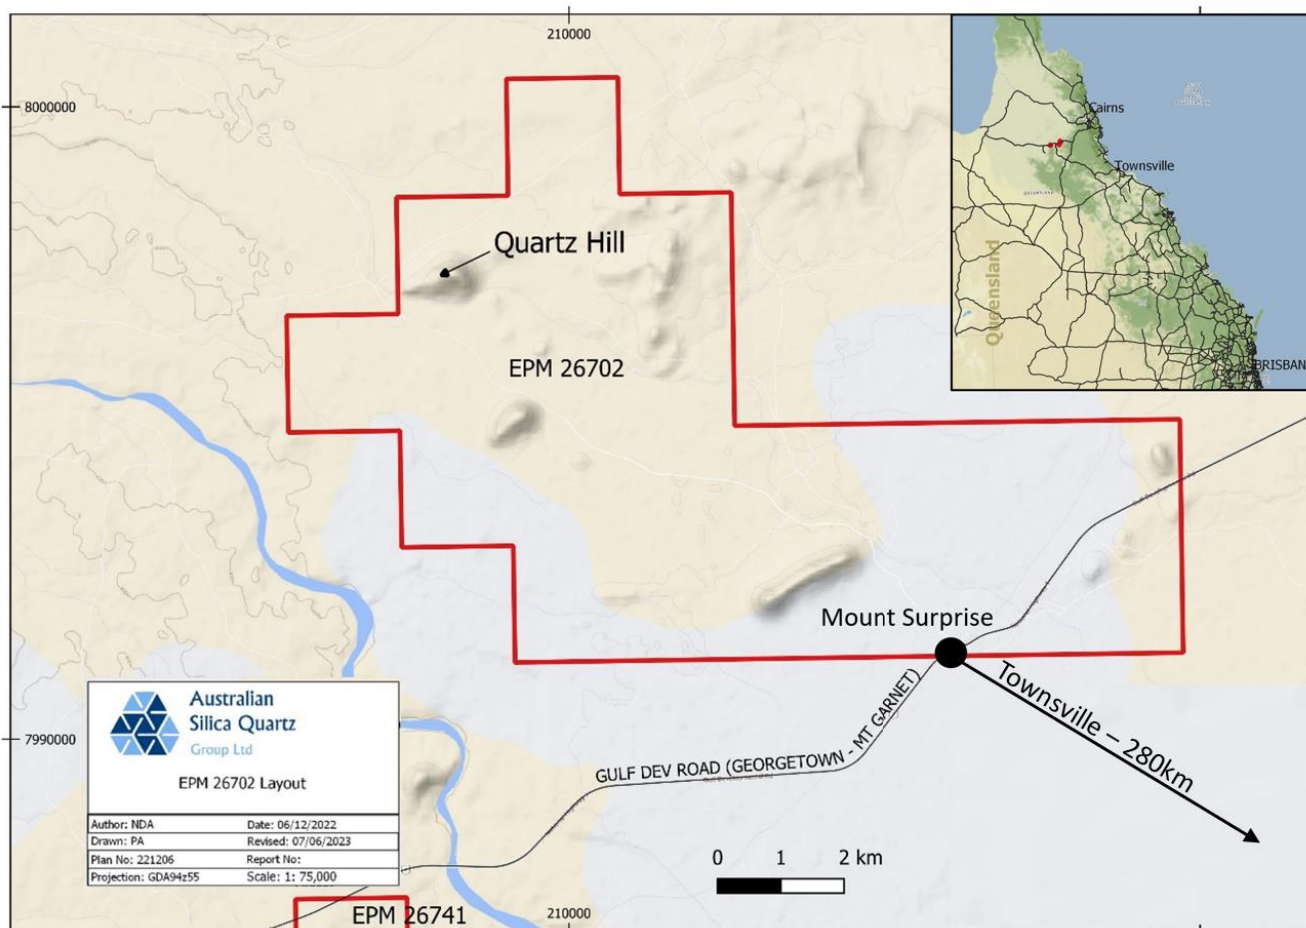 210000
8000000
Cairns
Townsville
Queensland
BRISBAN
Quartz Hill
EPM 26702
Mount Surprise
Townsville – 280km
7990000
GULF DEV ROAD (GEORGETOWN - MT GARNET)
Australian
Silica Quartz
Group Ltd
EPM 26702 Layout
Author: NDA Date: 06/12/2022
Drawn: PA Revised: 07/06/2023
Plan No: 221206 Report No:
Projection: GDA94z55 Scale: 1: 75,000
0 1 2 km
EPM 26741
210000